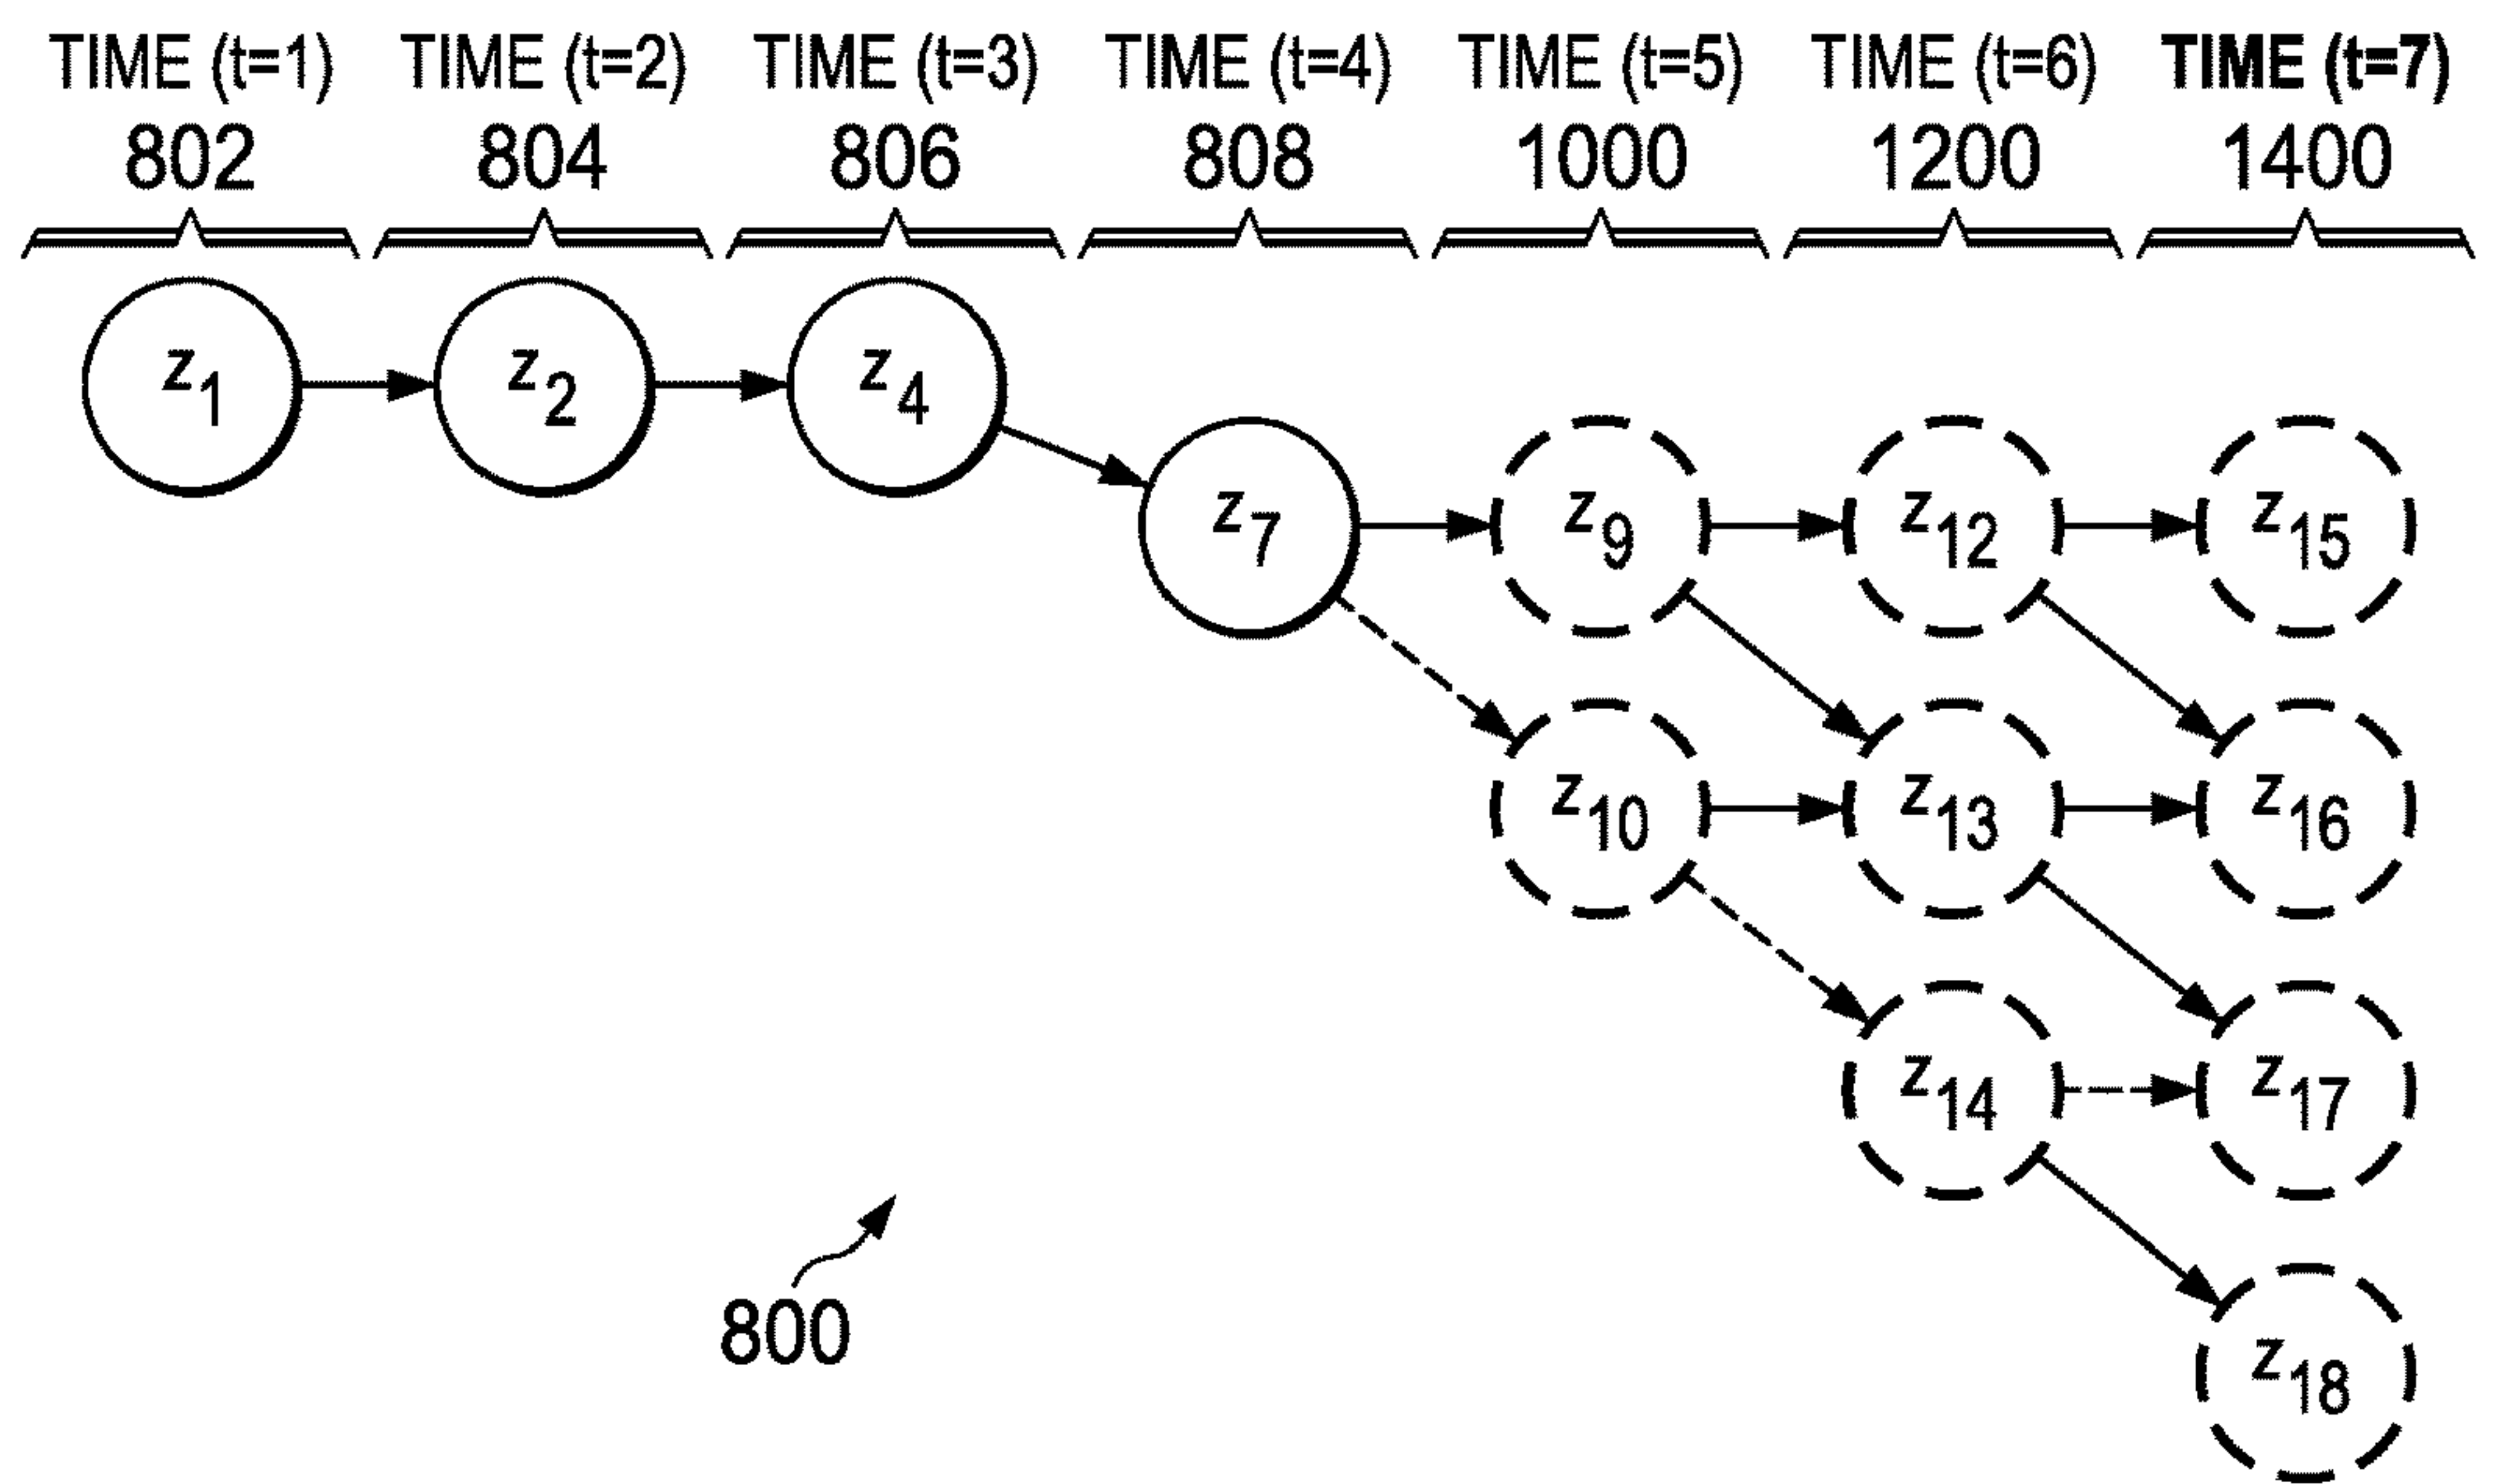 TIME (t=1) TIME (t=2) TIME (t=3) TIME (t=4) TIME (t=5) TIME (t=6) TIME (t=7)
802 804 806 808 1000 1200 1400
z1 z2 z4
z7 z9 z12 z15
z10 z13 z16
z14 z17
800
z18